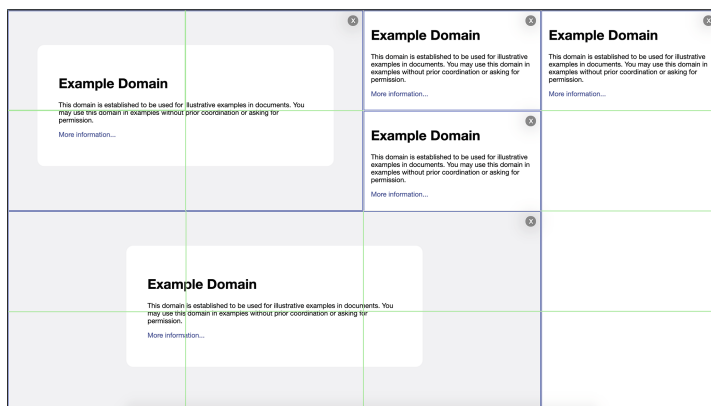 X
Example Domain
This domain is established to be used for illustrative examples in documents. You
may use this domain in examples without prior coordination or asking for
permission.
More information...
X
Example Domain
This domain is established to be used for illustrative
examples in documents. You may use this domain in
examples without prior coordination or asking for
permission.
More information...
X
Example Domain
This domain is established to be used for illustrative
examples in documents. You may use this domain in
examples without prior coordination or asking for
permission.
More information...
X
Example Domain
This domain is established to be used for illustrative
examples in documents. You may use this domain in
examples without prior coordination or asking for
permission.
More information...
X
Example Domain
This domain is established to be used for illustrative examples in documents. You
may use this domain in examples without prior coordination or asking for
permission.
More information...